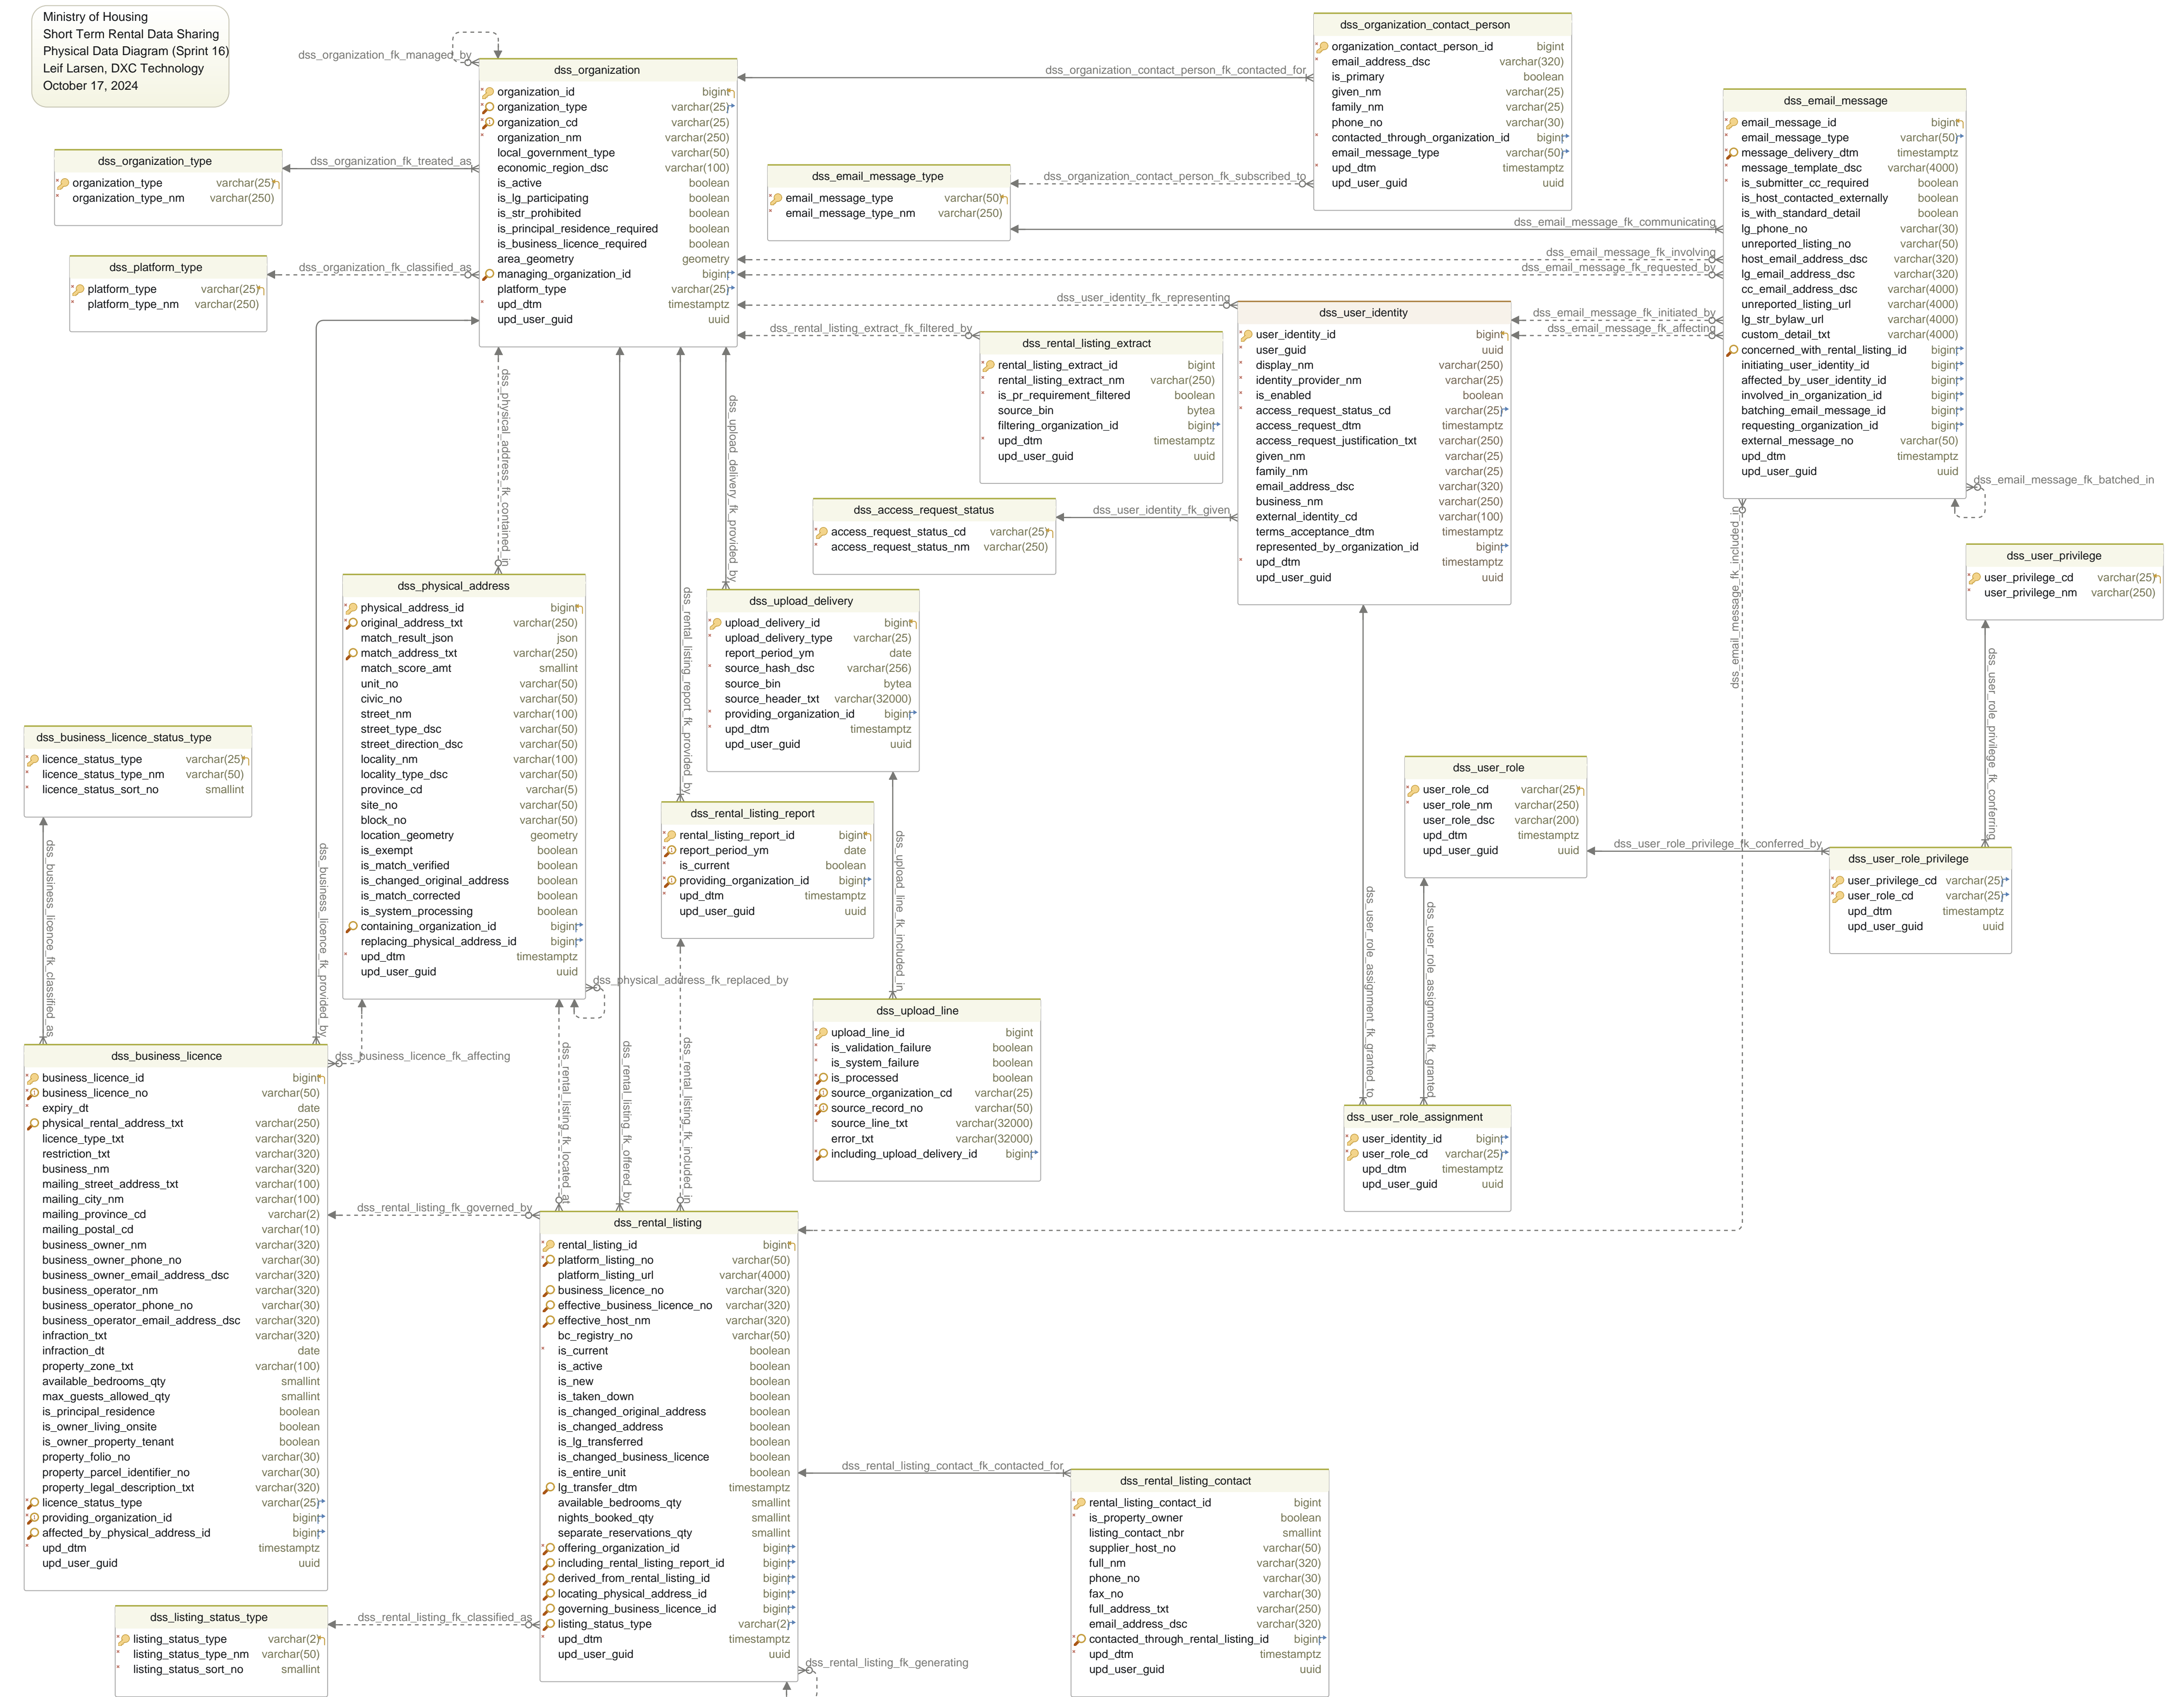 Ministry of Housing
Short Term Rental Data Sharing
Physical Data Diagram (Sprint 16)
Leif Larsen, DXC Technology
October 17, 2024
dss_organization_fk_managed_by
dss_organization
organization_id bigint
organization_type varchar(25)
organization_cd varchar(25)
organization_nm varchar(250)
local_government_type varchar(50)
economic_region_dsc varchar(100)
is_active boolean
is_lg_participating boolean
is_str_prohibited boolean
is_principal_residence_required boolean
is_business_licence_required boolean
area_geometry geometry
managing_organization_id bigint
platform_type varchar(25)
upd_dtm timestamptz
upd_user_guid uuid
dss_organization_contact_person_fk_contacted_for
dss_organization_contact_person
organization_contact_person_id bigint
email_address_dsc varchar(320)
is_primary boolean
given_nm varchar(25)
family_nm varchar(25)
phone_no varchar(30)
contacted_through_organization_id bigint
email_message_type varchar(50)
upd_dtm timestamptz
upd_user_guid uuid
dss_email_message
email_message_id bigint
email_message_type varchar(50)
message_delivery_dtm timestamptz
message_template_dsc varchar(4000)
is_submitter_cc_required boolean
is_host_contacted_externally boolean
is_with_standard_detail boolean
lg_phone_no varchar(30)
unreported_listing_no varchar(50)
host_email_address_dsc varchar(320)
lg_email_address_dsc varchar(320)
cc_email_address_dsc varchar(4000)
unreported_listing_url varchar(4000)
lg_str_bylaw_url varchar(4000)
custom_detail_txt varchar(4000)
concerned_with_rental_listing_id bigint
initiating_user_identity_id bigint
affected_by_user_identity_id bigint
involved_in_organization_id bigint
batching_email_message_id bigint
requesting_organization_id bigint
external_message_no varchar(50)
upd_dtm timestamptz
upd_user_guid uuid
dss_email_message_fk_batched_in
dss_organization_type
organization_type varchar(25)
organization_type_nm varchar(250)
dss_organization_fk_treated_as
dss_email_message_type
email_message_type varchar(50)
email_message_type_nm varchar(250)
dss_organization_contact_person_fk_subscribed_to
dss_email_message_fk_communicating
dss_email_message_fk_involving
dss_email_message_fk_requested_by
dss_platform_type
platform_type varchar(25)
platform_type_nm varchar(250)
dss_organization_fk_classified_as
dss_user_identity_fk_representing
dss_rental_listing_extract_fk_filtered_by
dss_email_message_fk_initiated_by
dss_email_message_fk_affecting
dss_rental_listing_extract
rental_listing_extract_id bigint
rental_listing_extract_nm varchar(250)
is_pr_requirement_filtered boolean
source_bin bytea
filtering_organization_id bigint
upd_dtm timestamptz
upd_user_guid uuid
dss_user_identity
user_identity_id bigint
user_guid uuid
display_nm varchar(250)
identity_provider_nm varchar(25)
is_enabled boolean
access_request_status_cd varchar(25)
access_request_dtm timestamptz
access_request_justification_txt varchar(250)
given_nm varchar(25)
family_nm varchar(25)
email_address_dsc varchar(320)
business_nm varchar(250)
external_identity_cd varchar(100)
terms_acceptance_dtm timestamptz
represented_by_organization_id bigint
upd_dtm timestamptz
upd_user_guid uuid
dss_access_request_status
access_request_status_cd varchar(25)
access_request_status_nm varchar(250)
dss_user_identity_fk_given
dss_physical_address_fk_contained_in
dss_upload_delivery_fk_provided_by
dss_rental_listing_report_fk_provided_by
dss_email_message_fk_included_in
dss_user_privilege
user_privilege_cd varchar(25)
user_privilege_nm varchar(250)
dss_user_role_privilege_fk_conferring
dss_physical_address
physical_address_id bigint
original_address_txt varchar(250)
match_result_json json
match_address_txt varchar(250)
match_score_amt smallint
unit_no varchar(50)
civic_no varchar(50)
street_nm varchar(100)
street_type_dsc varchar(50)
street_direction_dsc varchar(50)
locality_nm varchar(100)
locality_type_dsc varchar(50)
province_cd varchar(5)
site_no varchar(50)
block_no varchar(50)
location_geometry geometry
is_exempt boolean
is_match_verified boolean
is_changed_original_address boolean
is_match_corrected boolean
is_system_processing boolean
containing_organization_id bigint
replacing_physical_address_id bigint
upd_dtm timestamptz
upd_user_guid uuid
dss_physical_address_fk_replaced_by
dss_upload_delivery
upload_delivery_id bigint
upload_delivery_type varchar(25)
report_period_ym date
source_hash_dsc varchar(256)
source_bin bytea
source_header_txt varchar(32000)
providing_organization_id bigint
upd_dtm timestamptz
upd_user_guid uuid
dss_business_licence_status_type
licence_status_type varchar(25)
licence_status_type_nm varchar(50)
licence_status_sort_no smallint
dss_business_licence_fk_classified_as
dss_business_licence_fk_provided_by
dss_rental_listing_report
rental_listing_report_id bigint
report_period_ym date
is_current boolean
providing_organization_id bigint
upd_dtm timestamptz
upd_user_guid uuid
dss_upload_line_fk_included_in
dss_user_role
user_role_cd varchar(25)
user_role_nm varchar(250)
user_role_dsc varchar(200)
upd_dtm timestamptz
upd_user_guid uuid
dss_user_role_privilege_fk_conferred_by
dss_user_role_privilege
user_privilege_cd varchar(25)
user_role_cd varchar(25)
upd_dtm timestamptz
upd_user_guid uuid
dss_user_role_assignment_fk_granted_to
dss_user_role_assignment_fk_granted
dss_upload_line
upload_line_id bigint
is_validation_failure boolean
is_system_failure boolean
is_processed boolean
source_organization_cd varchar(25)
source_record_no varchar(50)
source_line_txt varchar(32000)
error_txt varchar(32000)
including_upload_delivery_id bigint
dss_user_role_assignment
user_identity_id bigint
user_role_cd varchar(25)
upd_dtm timestamptz
upd_user_guid uuid
dss_business_licence
business_licence_id bigint
business_licence_no varchar(50)
expiry_dt date
physical_rental_address_txt varchar(250)
licence_type_txt varchar(320)
restriction_txt varchar(320)
business_nm varchar(320)
mailing_street_address_txt varchar(100)
mailing_city_nm varchar(100)
mailing_province_cd varchar(2)
mailing_postal_cd varchar(10)
business_owner_nm varchar(320)
business_owner_phone_no varchar(30)
business_owner_email_address_dsc varchar(320)
business_operator_nm varchar(320)
business_operator_phone_no varchar(30)
business_operator_email_address_dsc varchar(320)
infraction_txt varchar(320)
infraction_dt date
property_zone_txt varchar(100)
available_bedrooms_qty smallint
max_guests_allowed_qty smallint
is_principal_residence boolean
is_owner_living_onsite boolean
is_owner_property_tenant boolean
property_folio_no varchar(30)
property_parcel_identifier_no varchar(30)
property_legal_description_txt varchar(320)
licence_status_type varchar(25)
providing_organization_id bigint
affected_by_physical_address_id bigint
upd_dtm timestamptz
upd_user_guid uuid
dss_business_licence_fk_affecting
dss_rental_listing_fk_located_at
dss_rental_listing_fk_offered_by
dss_rental_listing_fk_included_in
dss_rental_listing_fk_governed_by
dss_rental_listing
rental_listing_id bigint
platform_listing_no varchar(50)
platform_listing_url varchar(4000)
business_licence_no varchar(320)
effective_business_licence_no varchar(320)
effective_host_nm varchar(320)
bc_registry_no varchar(50)
is_current boolean
is_active boolean
is_new boolean
is_taken_down boolean
is_changed_original_address boolean
is_changed_address boolean
is_lg_transferred boolean
is_changed_business_licence boolean
is_entire_unit boolean
lg_transfer_dtm timestamptz
available_bedrooms_qty smallint
nights_booked_qty smallint
separate_reservations_qty smallint
offering_organization_id bigint
including_rental_listing_report_id bigint
derived_from_rental_listing_id bigint
locating_physical_address_id bigint
governing_business_licence_id bigint
listing_status_type varchar(2)
upd_dtm timestamptz
upd_user_guid uuid
dss_rental_listing_fk_generating
dss_rental_listing_contact_fk_contacted_for
dss_rental_listing_contact
rental_listing_contact_id bigint
is_property_owner boolean
listing_contact_nbr smallint
supplier_host_no varchar(50)
full_nm varchar(320)
phone_no varchar(30)
fax_no varchar(30)
full_address_txt varchar(250)
email_address_dsc varchar(320)
contacted_through_rental_listing_id bigint
upd_dtm timestamptz
upd_user_guid uuid
dss_listing_status_type
listing_status_type varchar(2)
listing_status_type_nm varchar(50)
listing_status_sort_no smallint
dss_rental_listing_fk_classified_as